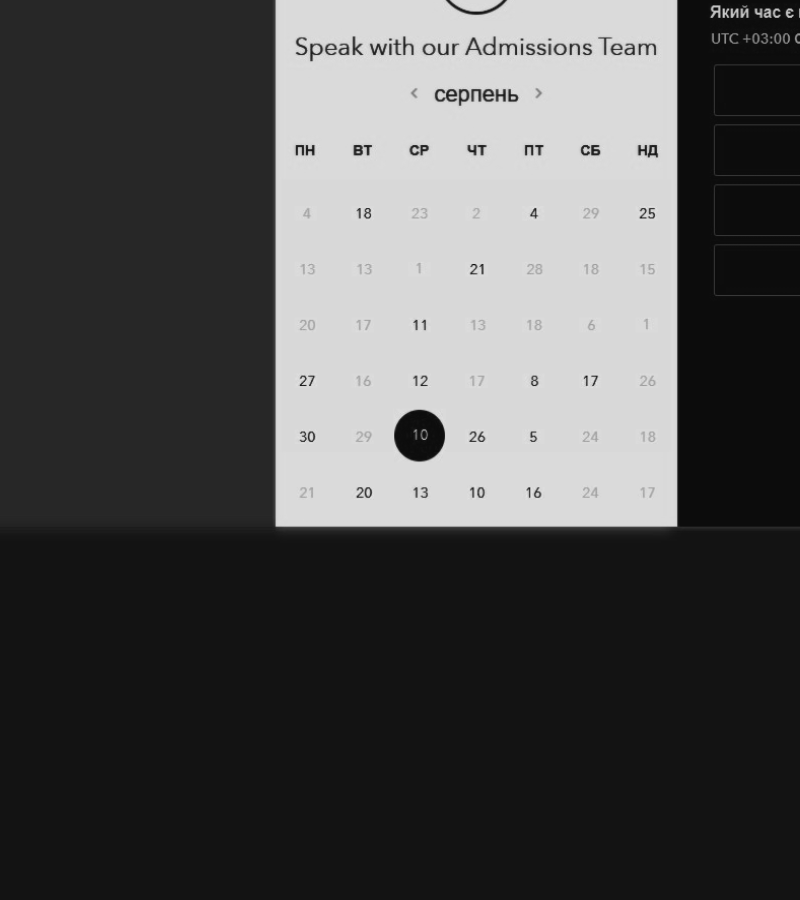 Speak with our Admissions Team
< серпень >
ПН ВТ СР ЧТ ПТ СБ НД
4 18 23 2 4 29 25
13 13 1 21 28 18 15
20 17 11 13 18 6 1
27 16 12 17 8 17 26
30 29 10 26 5 24 18
21 20 13 10 16 24 17
Який час є
UTC +03:00